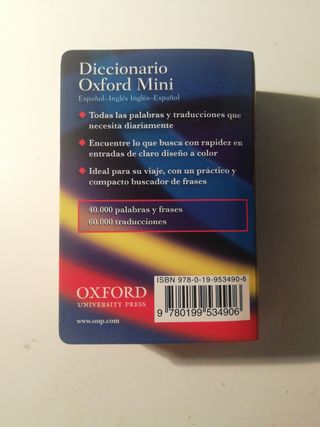 Diccionario
Oxford Mini
Español–Inglés Inglés–Español
Todas las palabras y traducciones que
necesita diariamente
Encuentre lo que busca con rapidez en
entradas de claro diseño a color
Ideal para su viaje, con un práctico y
compacto buscador de frases
40,000 palabras y frases
60,000 traducciones
ISBN 978-0-19-953490-6
OXFORD
UNIVERSITY PRESS
www.oup.com
9 780199 534906